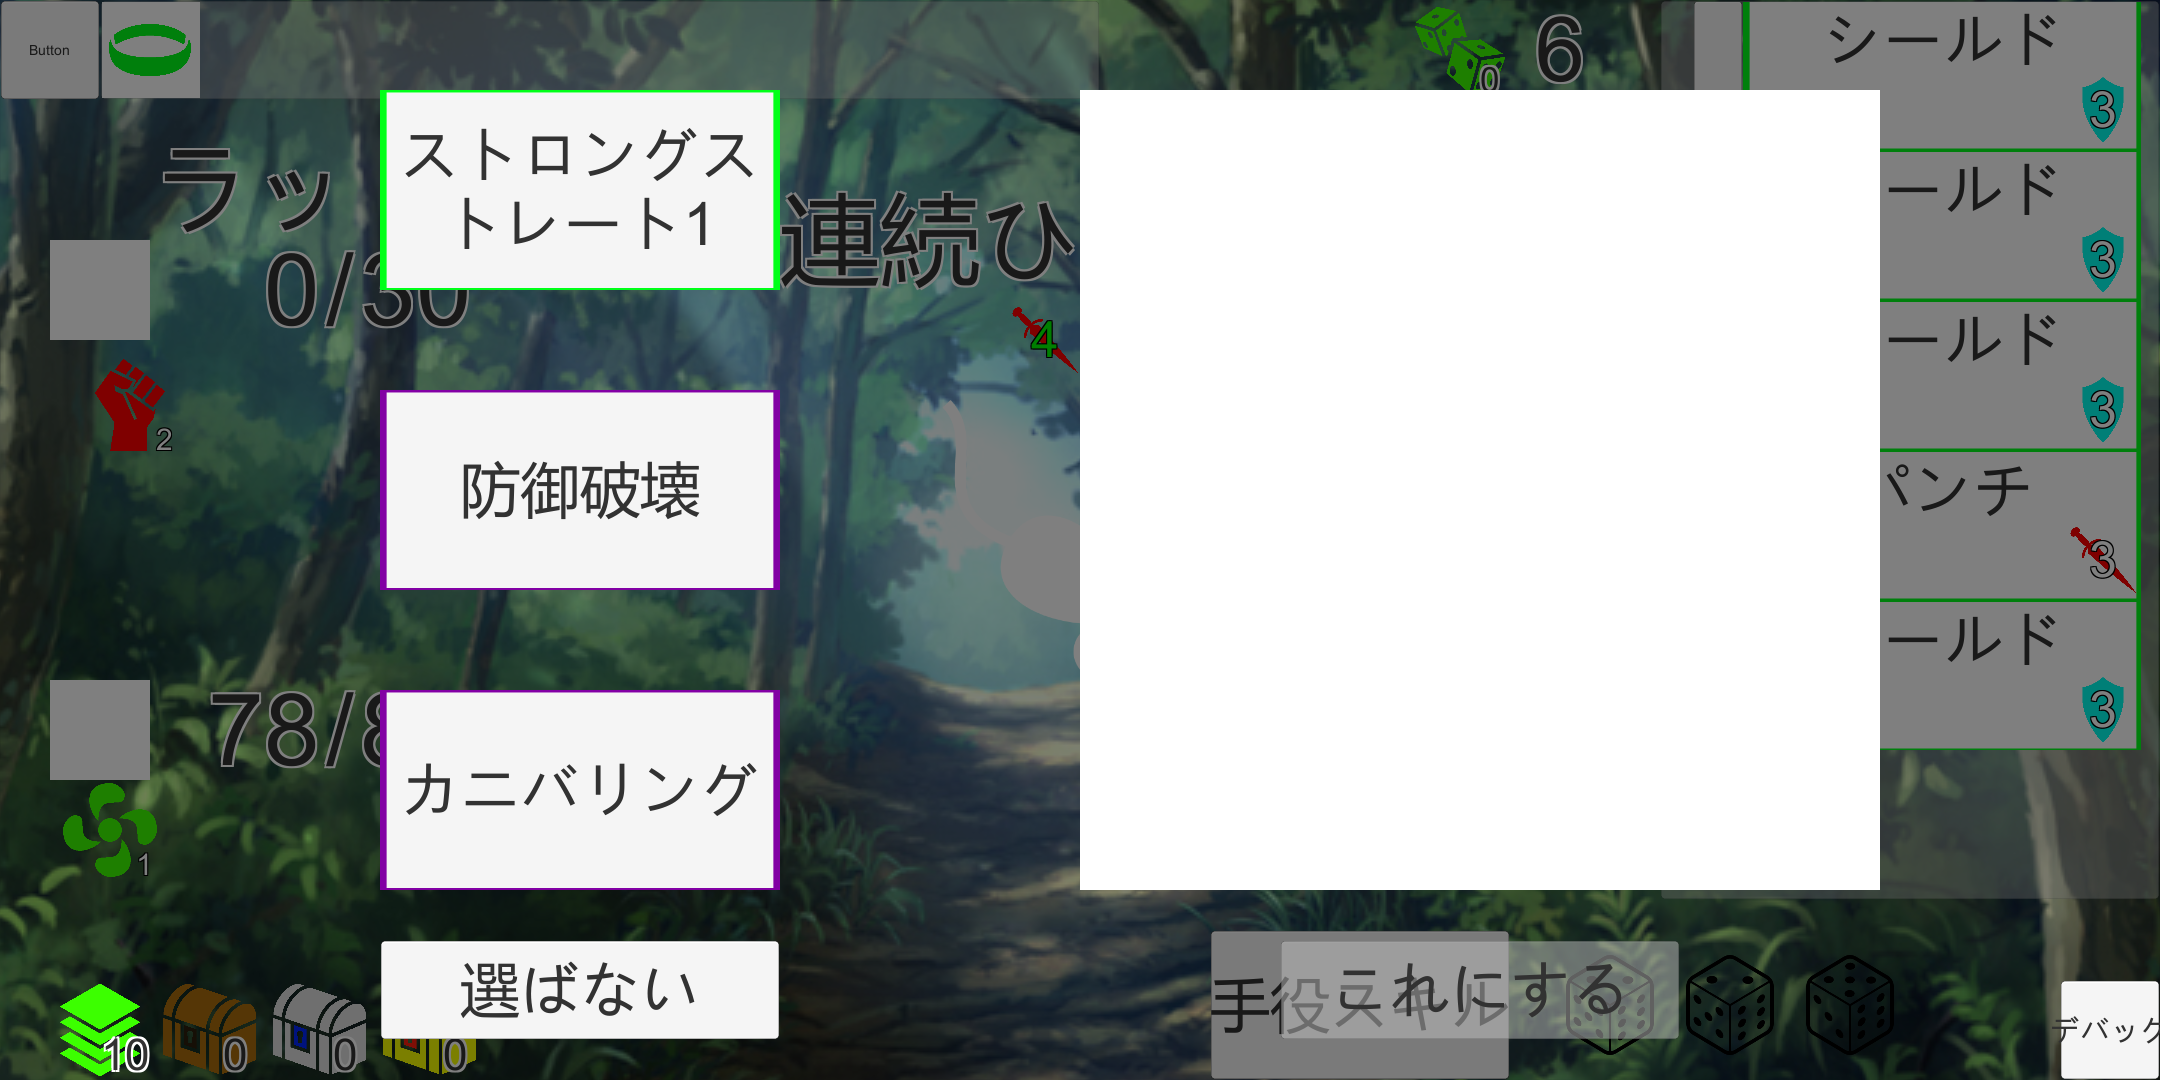 Button
0
6
シールド
3
ラッ
ストロングス
トレート1
連続ひ
ールド
3
0/30
4
ールド
3
2
防御破壊
パンチ
3
ールド
3
78/8
カニバリング
1
選ばない
手役スキル
これにする
10
0
0
0
デバッグ